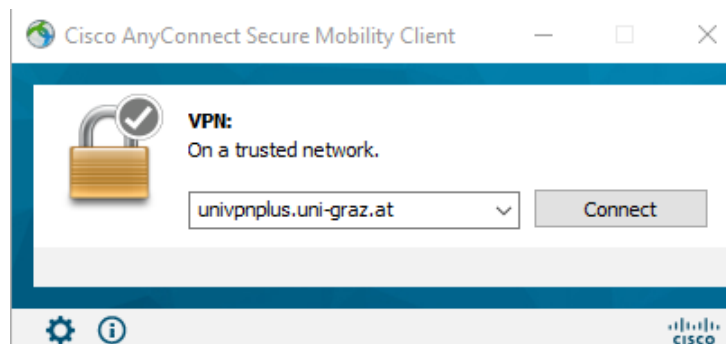 Cisco AnyConnect Secure Mobility Client
VPN:
On a trusted network.
univpnplus.uni-graz.at
Connect
CISCO